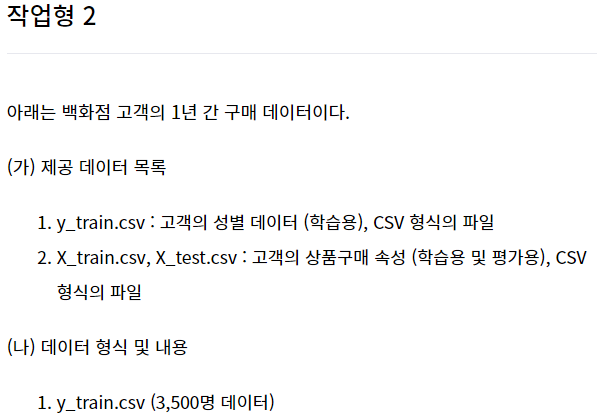 작업형 2
아래는 백화점 고객의 1년 간 구매 데이터이다.
(가) 제공 데이터 목록
1. y_train.csv : 고객의 성별 데이터 (학습용), CSV 형식의 파일
2. X_train.csv, X_test.csv : 고객의 상품구매 속성 (학습용 및 평가용), CSV
형식의 파일
(나) 데이터 형식 및 내용
1. y_train.csv (3,500명 데이터)